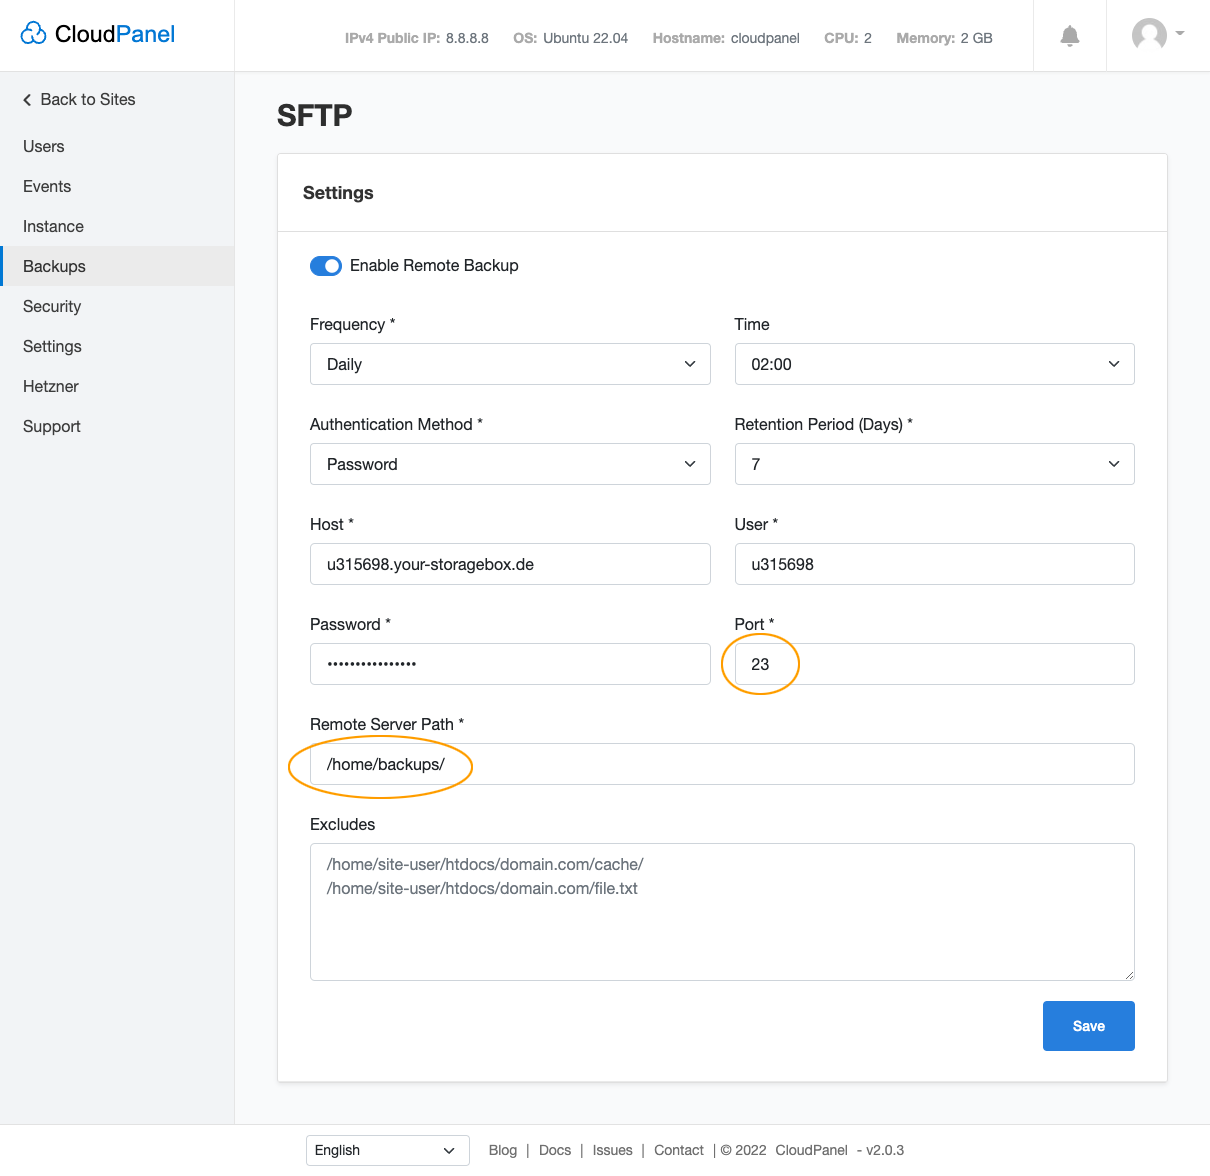 CloudPanel
IPv4 Public IP: 8.8.8.8 OS: Ubuntu 22.04 Hostname: cloudpanel CPU: 2 Memory: 2 GB
Back to Sites
Users
Events
Instance
Backups
Security
Settings
Hetzner
Support
SFTP
Settings
Enable Remote Backup
Frequency * Time
Daily 02:00
Authentication Method * Retention Period (Days) *
Password 7
Host * User *
u315698.your-storagebox.de u315698
Password * Port *
•••••••••••••••• 23
Remote Server Path *
/home/backups/
Excludes
/home/site-user/htdocs/domain.com/cache/
/home/site-user/htdocs/domain.com/file.txt
Save
English Blog | Docs | Issues | Contact | © 2022 CloudPanel - v2.0.3